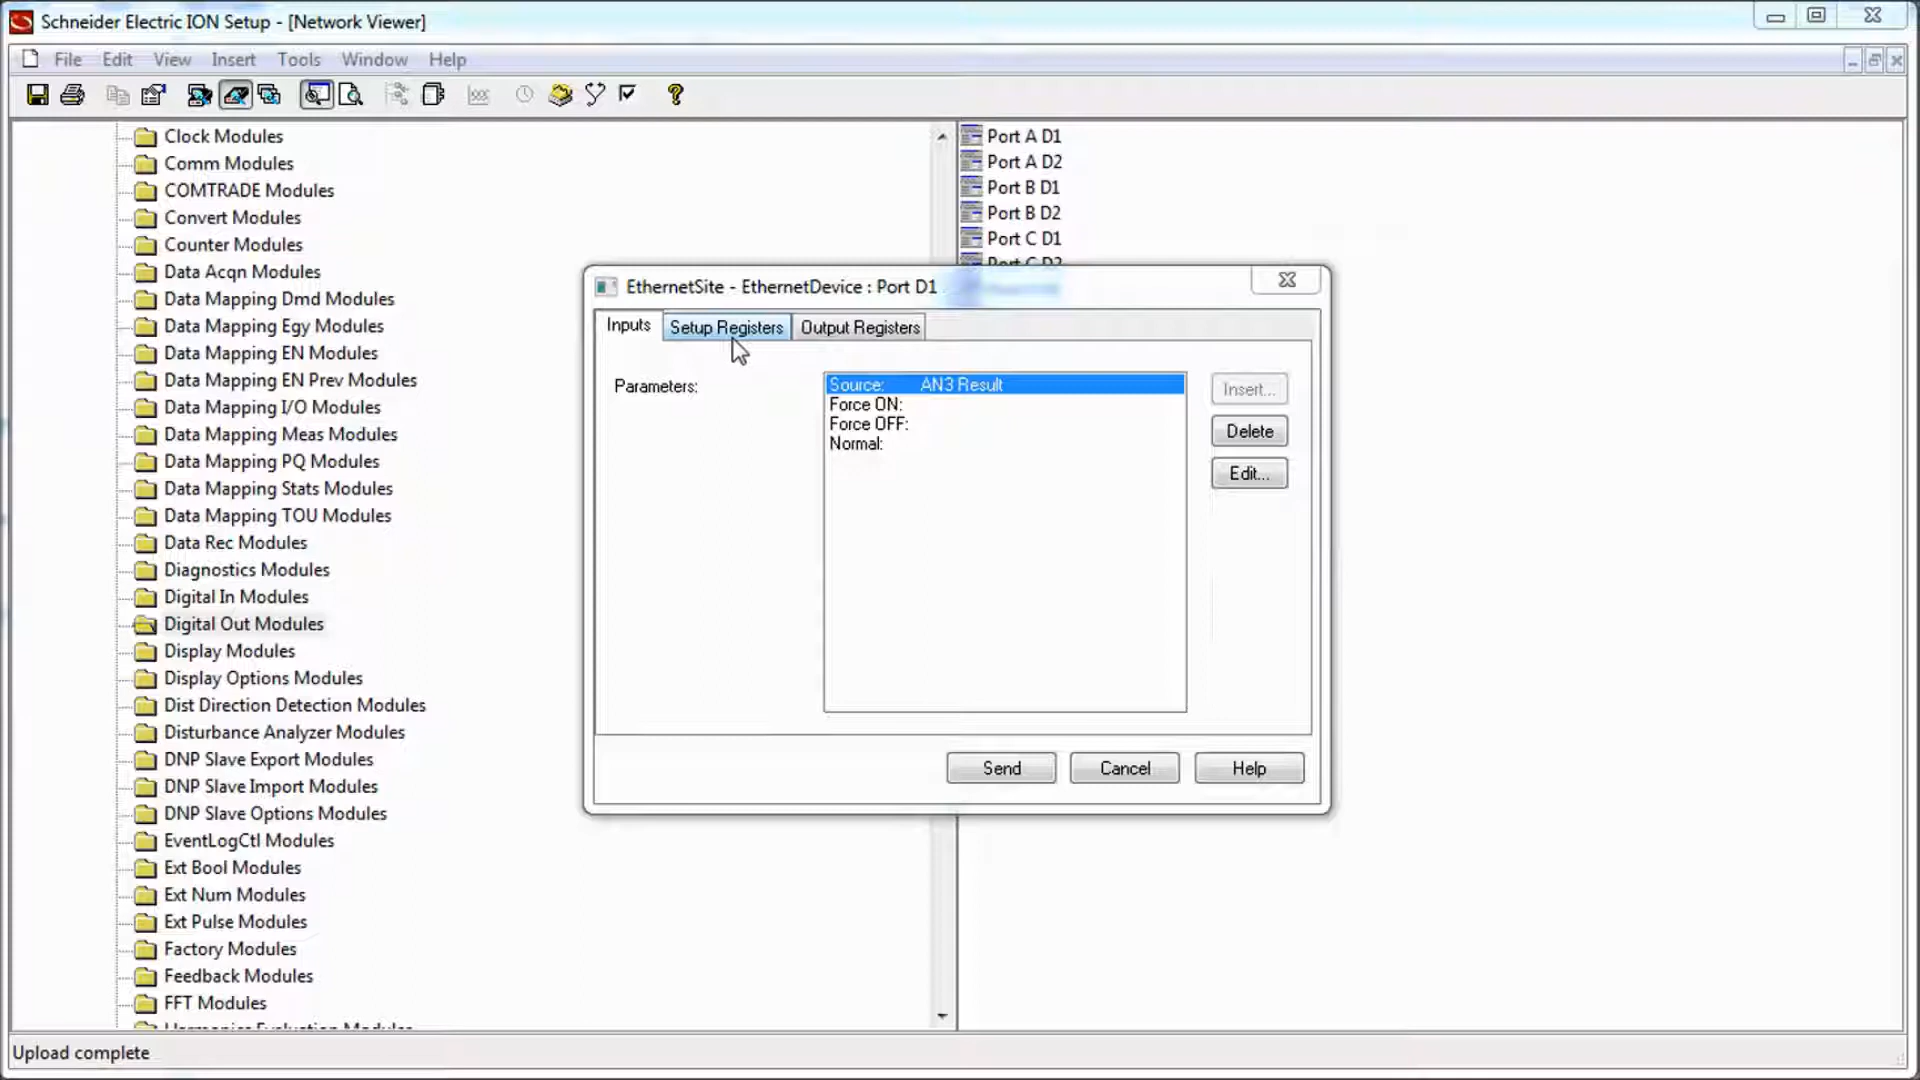 Schneider Electric ION Setup - [Network Viewer]
File Edit View Insert Tools Window Help
Clock Modules
Comm Modules
COMTRADE Modules
Convert Modules
Counter Modules
Data Acqn Modules
Data Mapping Dmd Modules
Data Mapping Egy Modules
Data Mapping EN Modules
Data Mapping EN Prev Modules
Data Mapping I/O Modules
Data Mapping Meas Modules
Data Mapping PQ Modules
Data Mapping Stats Modules
Data Mapping TOU Modules
Data Rec Modules
Diagnostics Modules
Digital In Modules
Digital Out Modules
Display Modules
Display Options Modules
Dist Direction Detection Modules
Disturbance Analyzer Modules
DNP Slave Export Modules
DNP Slave Import Modules
DNP Slave Options Modules
EventLogCtl Modules
Ext Bool Modules
Ext Num Modules
Ext Pulse Modules
Factory Modules
Feedback Modules
FFT Modules
Harmonics Evaluation Modules
Port A D1
Port A D2
Port B D1
Port B D2
Port C D1
Port C D2
EthernetSite - EthernetDevice : Port D1
Inputs Setup Registers Output Registers
Parameters:
Source: AN3 Result
Force ON:
Force OFF:
Normal:
Insert...
Delete
Edit...
Send Cancel Help
Upload complete